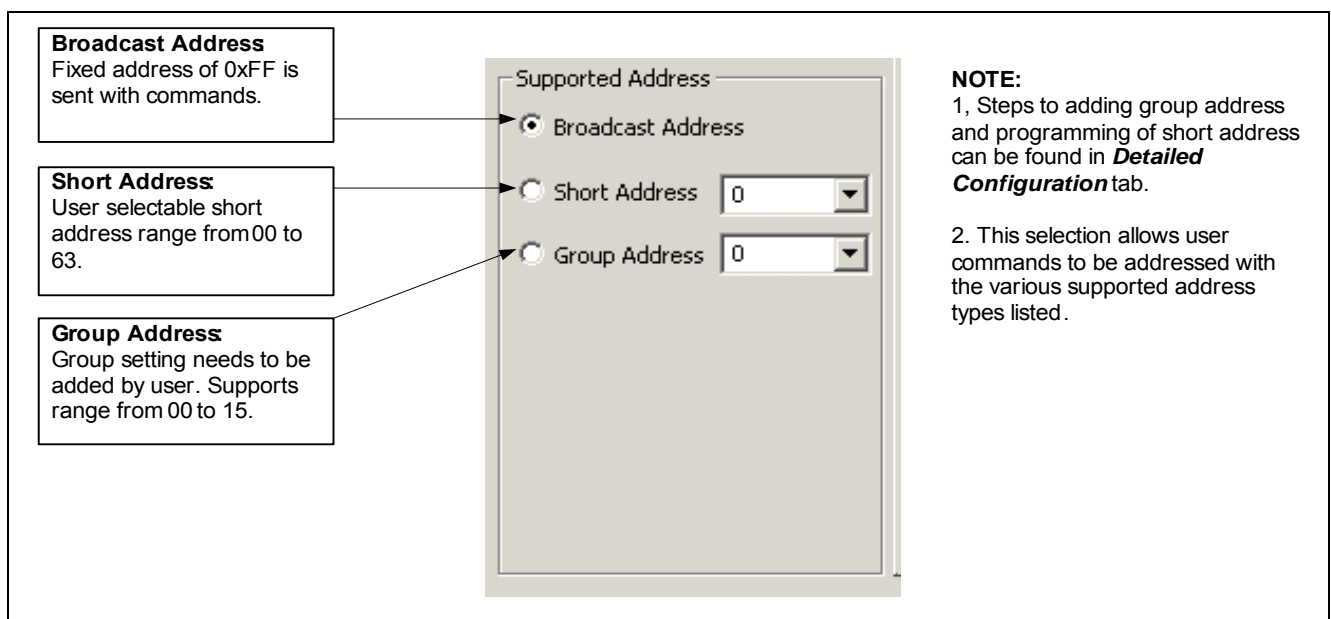 Broadcast Address:
Fixed address of 0xFF is
sent with commands.
Short Address:
User selectable short
address range from 00 to
63.
Group Address:
Group setting needs to be
added by user. Supports
range from 00 to 15.
Supported Address
Broadcast Address
Short Address 0
Group Address 0
NOTE:
1, Steps to adding group address
and programming of short address
can be found in Detailed
Configuration tab.
2. This selection allows user
commands to be addressed with
the various supported address
types listed.